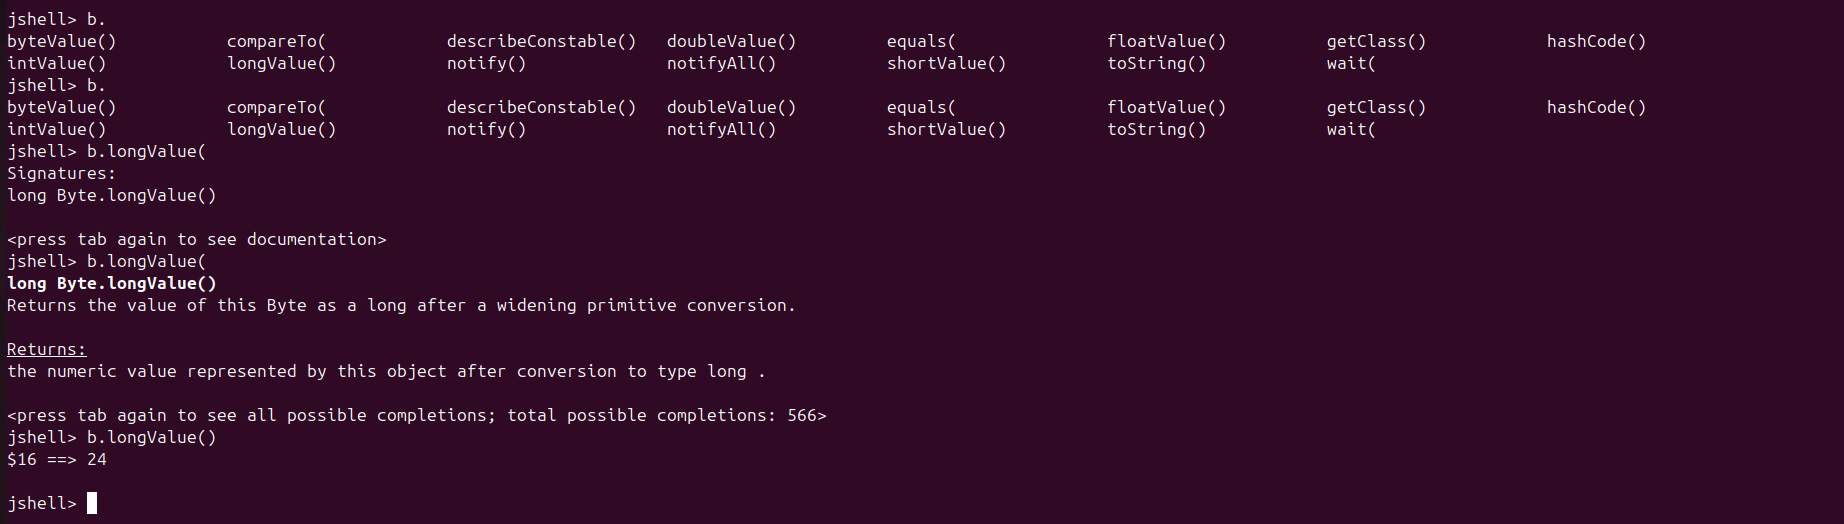 jshell> b.
byteValue() compareTo( describeConstable() doubleValue() equals( floatValue() getClass() hashCode()
intValue() longValue() notify() notifyAll() shortValue() toString() wait(
jshell> b.
byteValue() compareTo( describeConstable() doubleValue() equals( floatValue() getClass() hashCode()
intValue() longValue() notify() notifyAll() shortValue() toString() wait(
jshell> b.longValue(
Signatures:
long Byte.longValue()
<press tab again to see documentation>
jshell> b.longValue(
long Byte.longValue()
Returns the value of this Byte as a long after a widening primitive conversion.
Returns:
the numeric value represented by this object after conversion to type long .
<press tab again to see all possible completions; total possible completions: 566>
jshell> b.longValue()
$16 ==> 24
jshell>